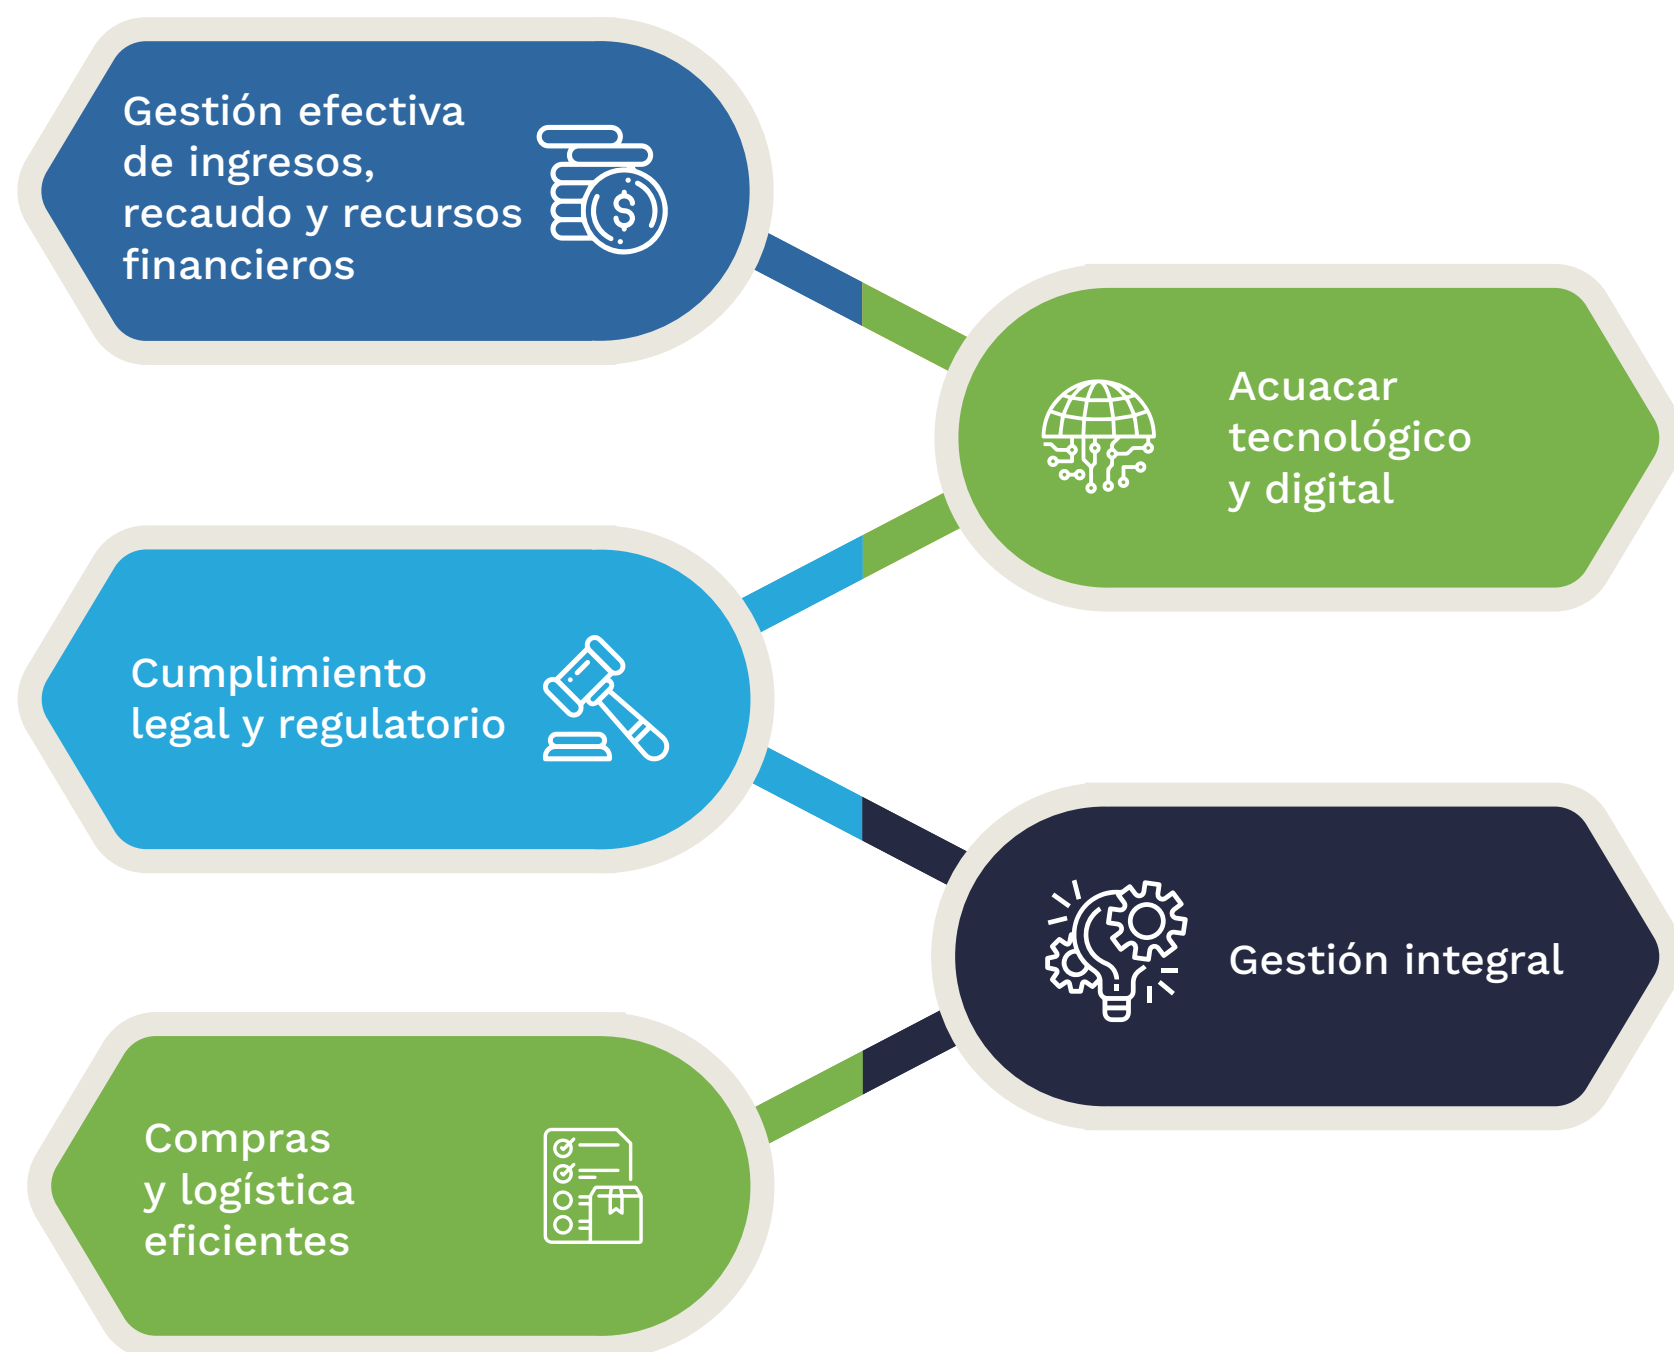 Gestión efectiva
de ingresos,
recaudo y recursos
financieros
Acuacar
tecnológico
y digital
Cumplimiento
legal y regulatorio
Gestión integral
Compras
y logística
eficientes